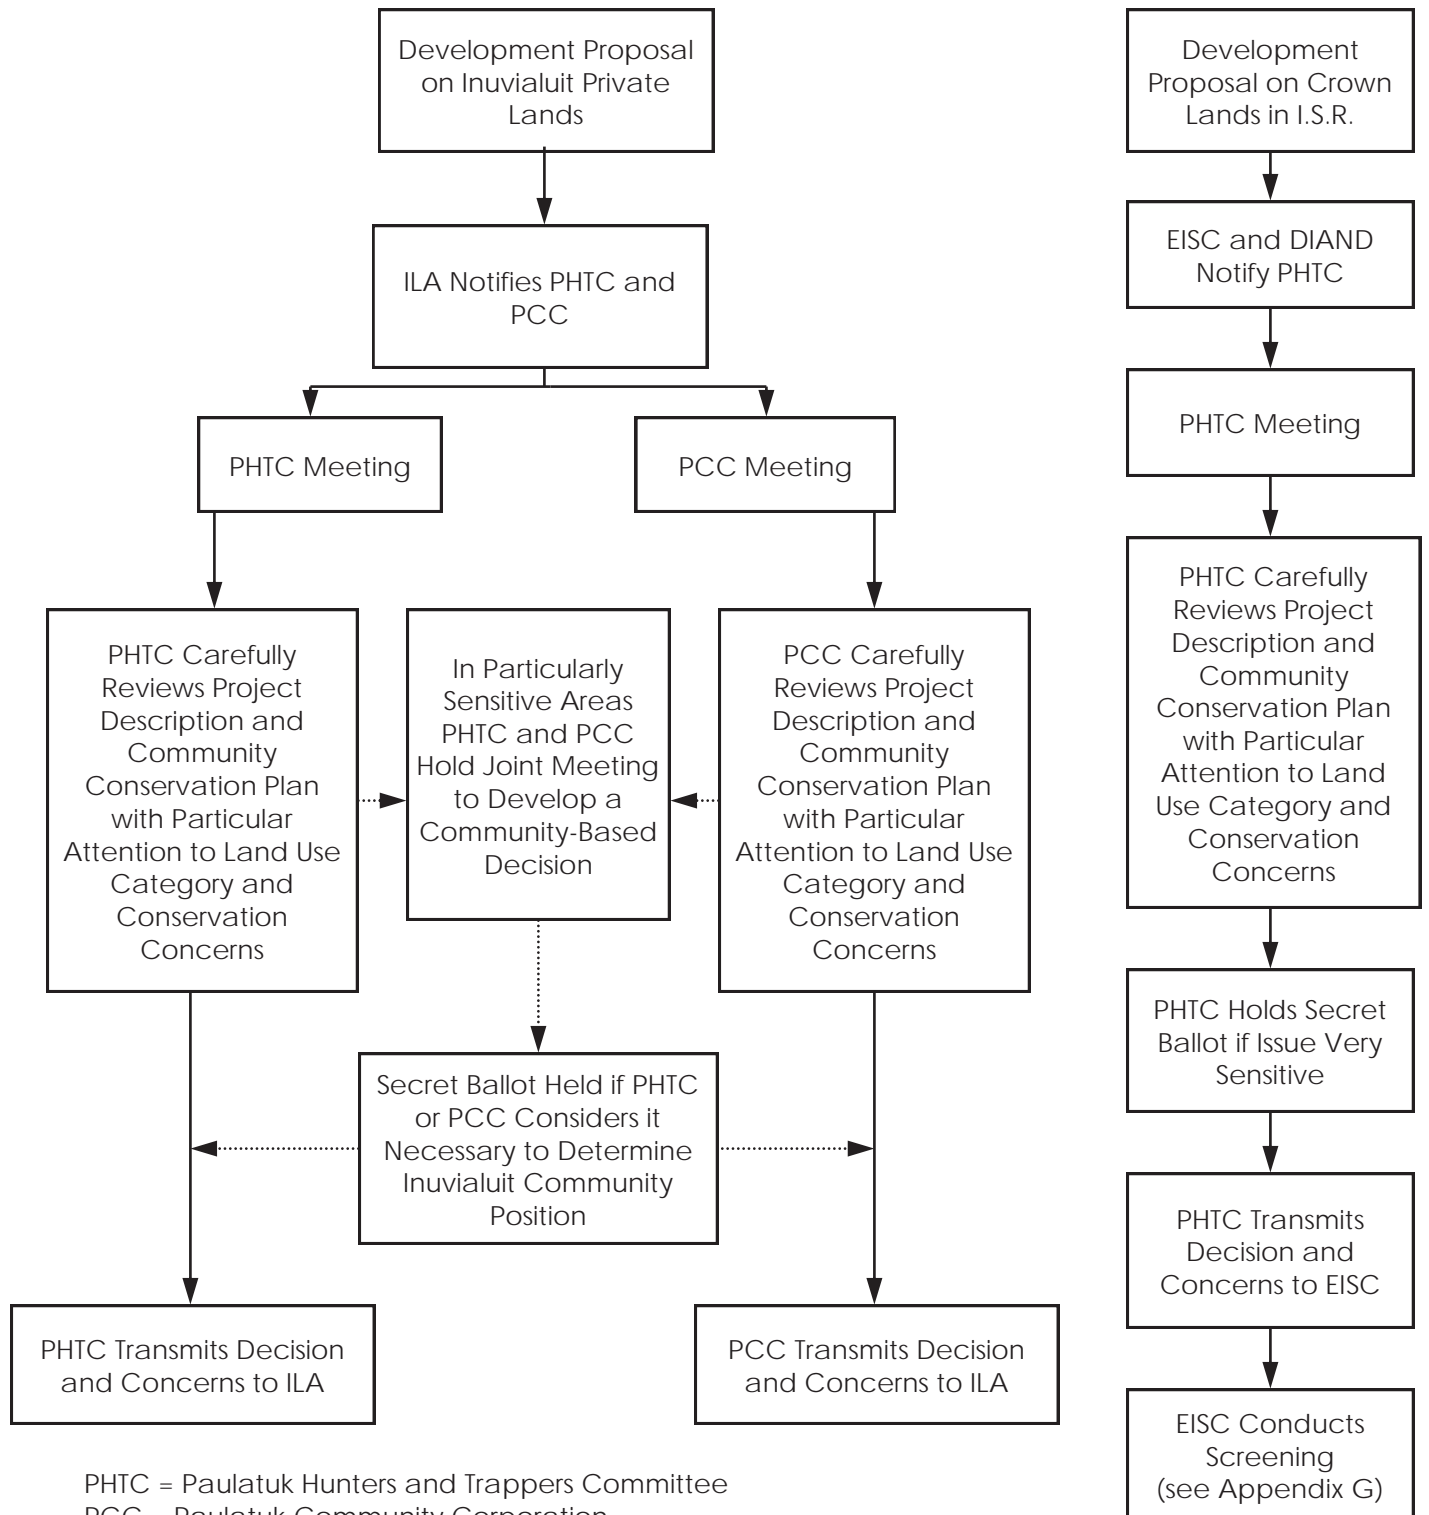 Development Proposal
on Inuvialuit Private
Lands
ILA Notifies PHTC and
PCC
PHTC Meeting
PCC Meeting
PHTC Carefully
Reviews Project
Description and
Community
Conservation Plan
with Particular
Attention to Land Use
Category and
Conservation
Concerns
In Particularly
Sensitive Areas
PHTC and PCC
Hold Joint Meeting
to Develop a
Community-Based
Decision
PCC Carefully
Reviews Project
Description and
Community
Conservation Plan
with Particular
Attention to Land Use
Category and
Conservation
Concerns
Secret Ballot Held if PHTC
or PCC Considers it
Necessary to Determine
Inuvialuit Community
Position
PHTC Transmits Decision
and Concerns to ILA
PCC Transmits Decision
and Concerns to ILA
Development
Proposal on Crown
Lands in I.S.R.
EISC and DIAND
Notify PHTC
PHTC Meeting
PHTC Carefully
Reviews Project
Description and
Community
Conservation Plan
with Particular
Attention to Land
Use Category and
Conservation
Concerns
PHTC Holds Secret
Ballot if Issue Very
Sensitive
PHTC Transmits
Decision and
Concerns to EISC
EISC Conducts
Screening
(see Appendix G)
PHTC = Paulatuk Hunters and Trappers Committee
PCC = Paulatuk Community Corporation